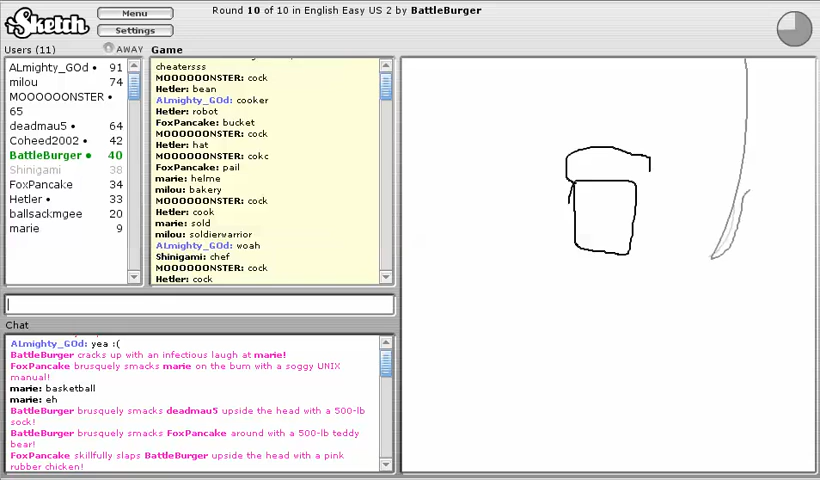 iSketch
Menu
Settings
Round 10 of 10 in English Easy US 2 by BattleBurger
Users (11)
AWAY
Game
ALmighty_GOd • 91
milou 74
MOOOOOONSTER •
65
deadmau5 • 64
Coheed2002 • 42
BattleBurger • 40
Shinigami 38
FoxPancake 34
Hetler • 33
ballsackmgee 20
marie 9
cheatersss
MOOOOOONSTER: cock
Hetler: bean
ALmighty_GOd: cooker
Hetler: robot
FoxPancake: bucket
MOOOOOONSTER: cock
Hetler: hat
MOOOOOONSTER: cokc
FoxPancake: pail
marie: helme
milou: bakery
MOOOOOONSTER: cock
Hetler: cook
marie: sold
milou: soldierwarrior
ALmighty_GOd: woah
Shinigami: chef
MOOOOOONSTER: cock
Hetler: cock
Chat
ALmighty_GOd: yea :(
BattleBurger cracks up with an infectious laugh at marie!
FoxPancake brusquely smacks marie on the bum with a soggy UNIX
manual!
marie: basketball
marie: eh
BattleBurger brusquely smacks deadmau5 upside the head with a 500-lb
sock!
BattleBurger brusquely smacks FoxPancake around with a 500-lb teddy
bear!
FoxPancake skillfully slaps BattleBurger upside the head with a pink
rubber chicken!